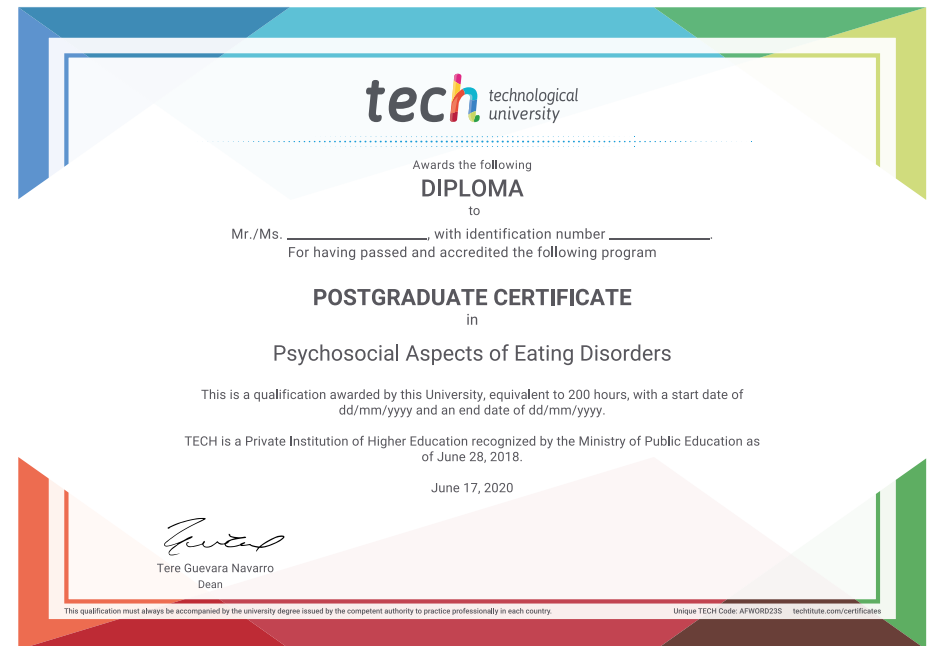 tech technological
university
Awards the following
DIPLOMA
to
Mr./Ms. ____________________, with identification number ______________.
For having passed and accredited the following program
POSTGRADUATE CERTIFICATE
in
Psychosocial Aspects of Eating Disorders
This is a qualification awarded by this University, equivalent to 200 hours, with a start date of
dd/mm/yyyy and an end date of dd/mm/yyyy.
TECH is a Private Institution of Higher Education recognized by the Ministry of Public Education as
of June 28, 2018.
June 17, 2020
Tere Guevara Navarro
Dean
This qualification must always be accompanied by the university degree issued by the competent authority to practice professionally in each country. Unique TECH Code: AFWORD23S techtitute.com/certificates